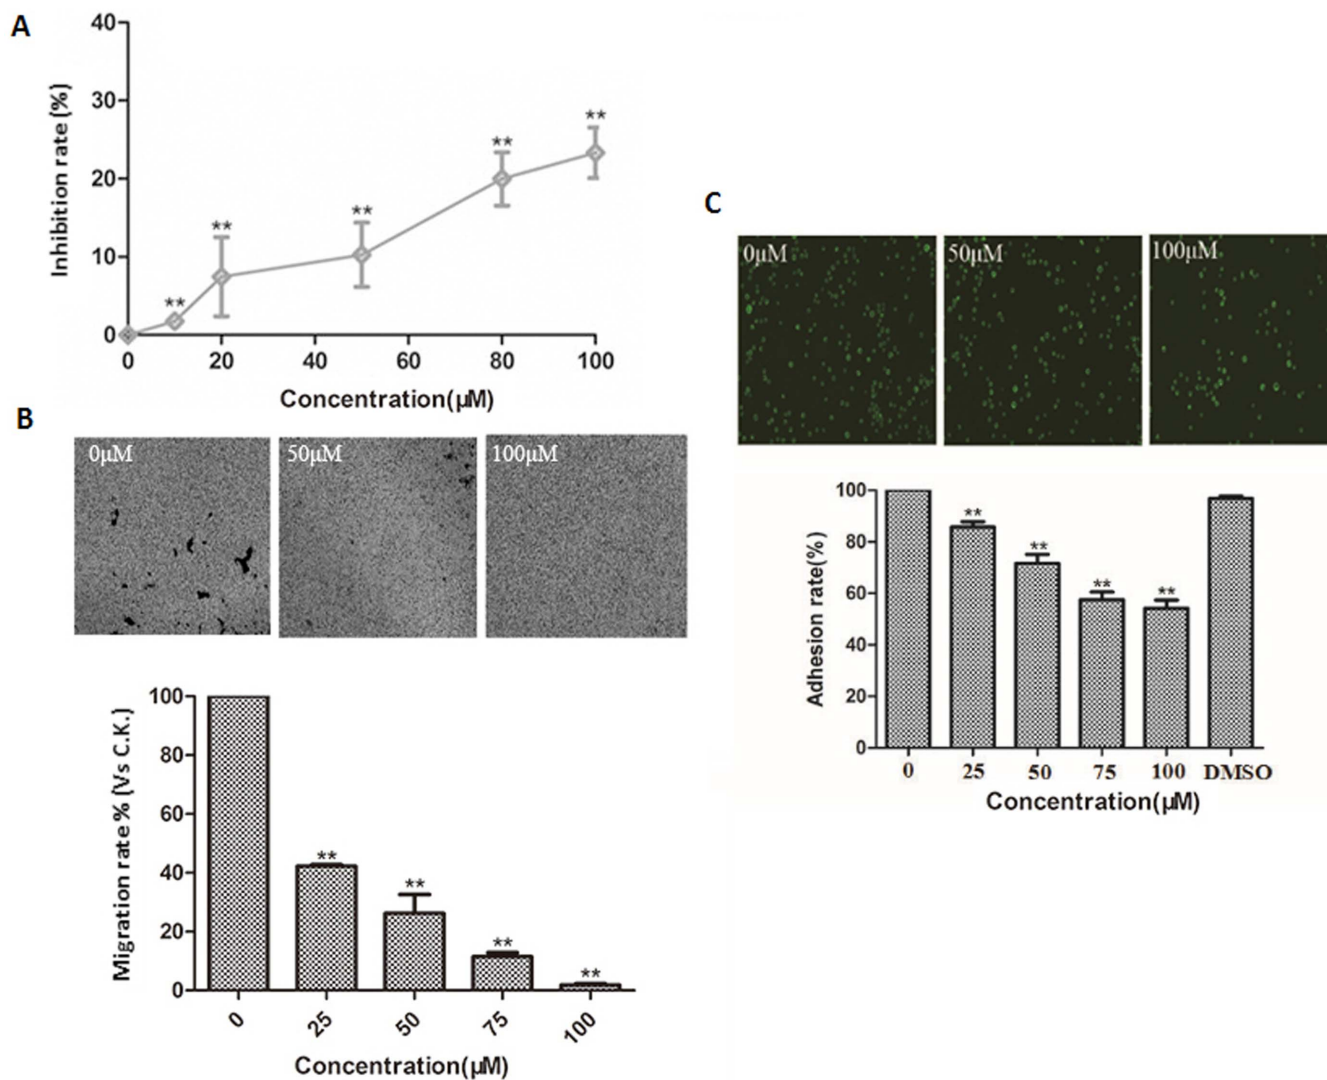 A
40
30
20
10
0
Inhibition rate(%)
**
**
**
**
**
0
20
40
60
80
100
Concentration(µM)
B
0µM
50µM
100µM
100
80
60
40
20
0
Migration rate% (Vs C.K.)
**
**
**
**
0
25
50
75
100
Concentration(µM)
C
0µM
50µM
100µM
100
80
60
40
20
0
Adhesion rate(%)
**
**
**
**
0
25
50
75
100
DMSO
Concentration(µM)